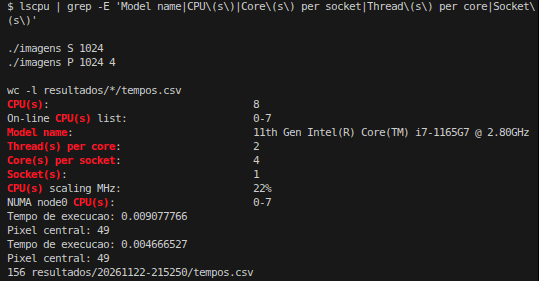 $ lscpu | grep -E 'Model name|CPU\(s\)|Core\(s\) per socket|Thread\(s\) per core|Socket\
(s\)'
./imagens S 1024
./imagens P 1024 4
wc -l resultados/*/tempos.csv
CPU(s): 8
On-line CPU(s) list: 0-7
Model name: 11th Gen Intel(R) Core(TM) i7-1165G7 @ 2.80GHz
Thread(s) per core: 2
Core(s) per socket: 4
Socket(s): 1
CPU(s) scaling MHz: 22%
NUMA node0 CPU(s): 0-7
Tempo de execucao: 0.009077766
Pixel central: 49
Tempo de execucao: 0.004666527
Pixel central: 49
156 resultados/20261122-215250/tempos.csv